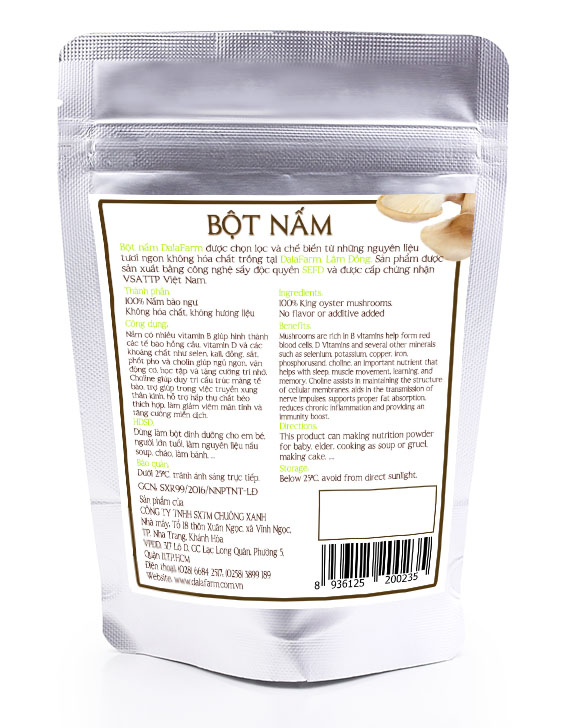 BỘT NẤM
Bột nấm DalaFarm được chọn lọc và chế biến từ những nguyên liệu
tươi ngon không hóa chất trồng tại DalaFarm, Lâm Đồng. Sản phẩm được
sản xuất bằng công nghệ sấy độc quyền SEFD và được cấp chứng nhận
VSATTP Việt Nam.
Thành phần
100% Nấm bào ngư
Không hóa chất, không hương liệu
Công dụng:
Nấm có nhiều vitamin B giúp hình thành
các tế bào hồng cầu, vitamin D và các
khoáng chất như selen, kali, đồng, sắt,
phốt pho và cholin giúp ngủ ngon, vận
động cơ, học tập và tăng cường trí nhớ.
Choline giúp duy trì cấu trúc màng tế
bào, trợ giúp trong việc truyền xung
thần kinh, hỗ trợ hấp thụ chất béo
thích hợp, làm giảm viêm mãn tính và
tăng cường miễn dịch.
HDSD:
Dùng làm bột dinh dưỡng cho em bé,
người lớn tuổi, làm nguyên liệu nấu
soup, cháo, làm bánh, ...
Bảo quản:
Dưới 25°C, tránh ánh sáng trực tiếp.
GCN: SXR99/2016/NNPTNT-LĐ
Sản phẩm của
CÔNG TY TNHH SXTM CHUÔNG XANH
Nhà máy: Tổ 18 thôn Xuân Ngọc, xã Vĩnh Ngọc,
TP. Nha Trang, Khánh Hòa
VPĐD: 3/7 Lô D, CC Lạc Long Quân, Phường 5,
Quận 11,TP.HCM
Điện thoại: (028) 6684 2517; (0258) 3899 189
Website: www.dalafarm.com.vn
Ingredients
100% King oyster mushrooms.
No flavor or additive added
Benefits:
Mushrooms are rich in B vitamins help form red
blood cells, D Vitamins and several other minerals
such as selenium, potassium, copper, iron,
phosphorusand, choline, an important nutrient that
helps with sleep, muscle movement, learning, and
memory. Choline assists in maintaining the structure
of cellular membranes, aids in the transmission of
nerve impulses, supports proper fat absorption,
reduces chronic inflammation and providing an
immunity boost.
Directions:
This product can making nutrition powder
for baby, elder, cooking as soup or gruel,
making cake, ...
Storage:
Below 25°C, avoid from direct sunlight.
8 936125 200235